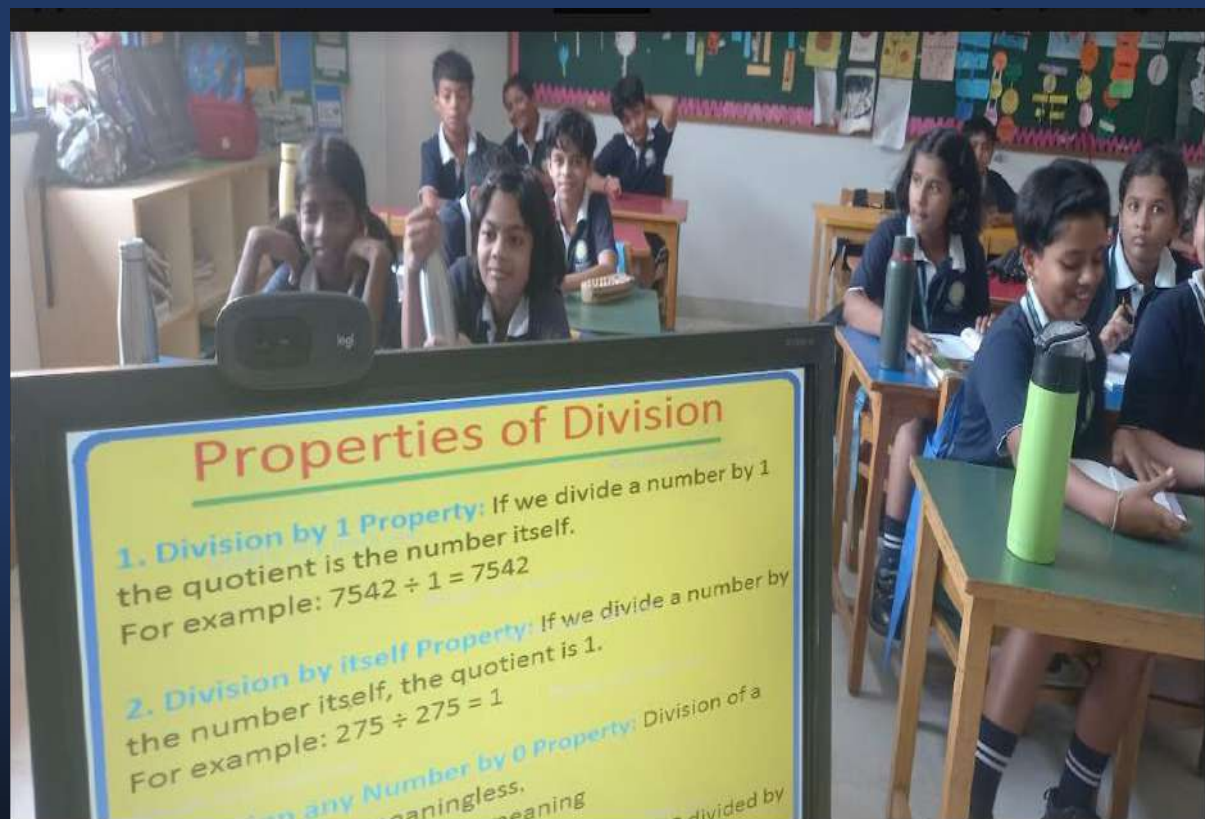 logi
Properties of Division
1. Division by 1 Property: If we divide a number by 1
the quotient is the number itself.
For example: 7542 ÷ 1 = 7542
2. Division by itself Property: If we divide a number by
the number itself, the quotient is 1.
For example: 275 ÷ 275 = 1
any Number by 0 Property: Division of a
divided by